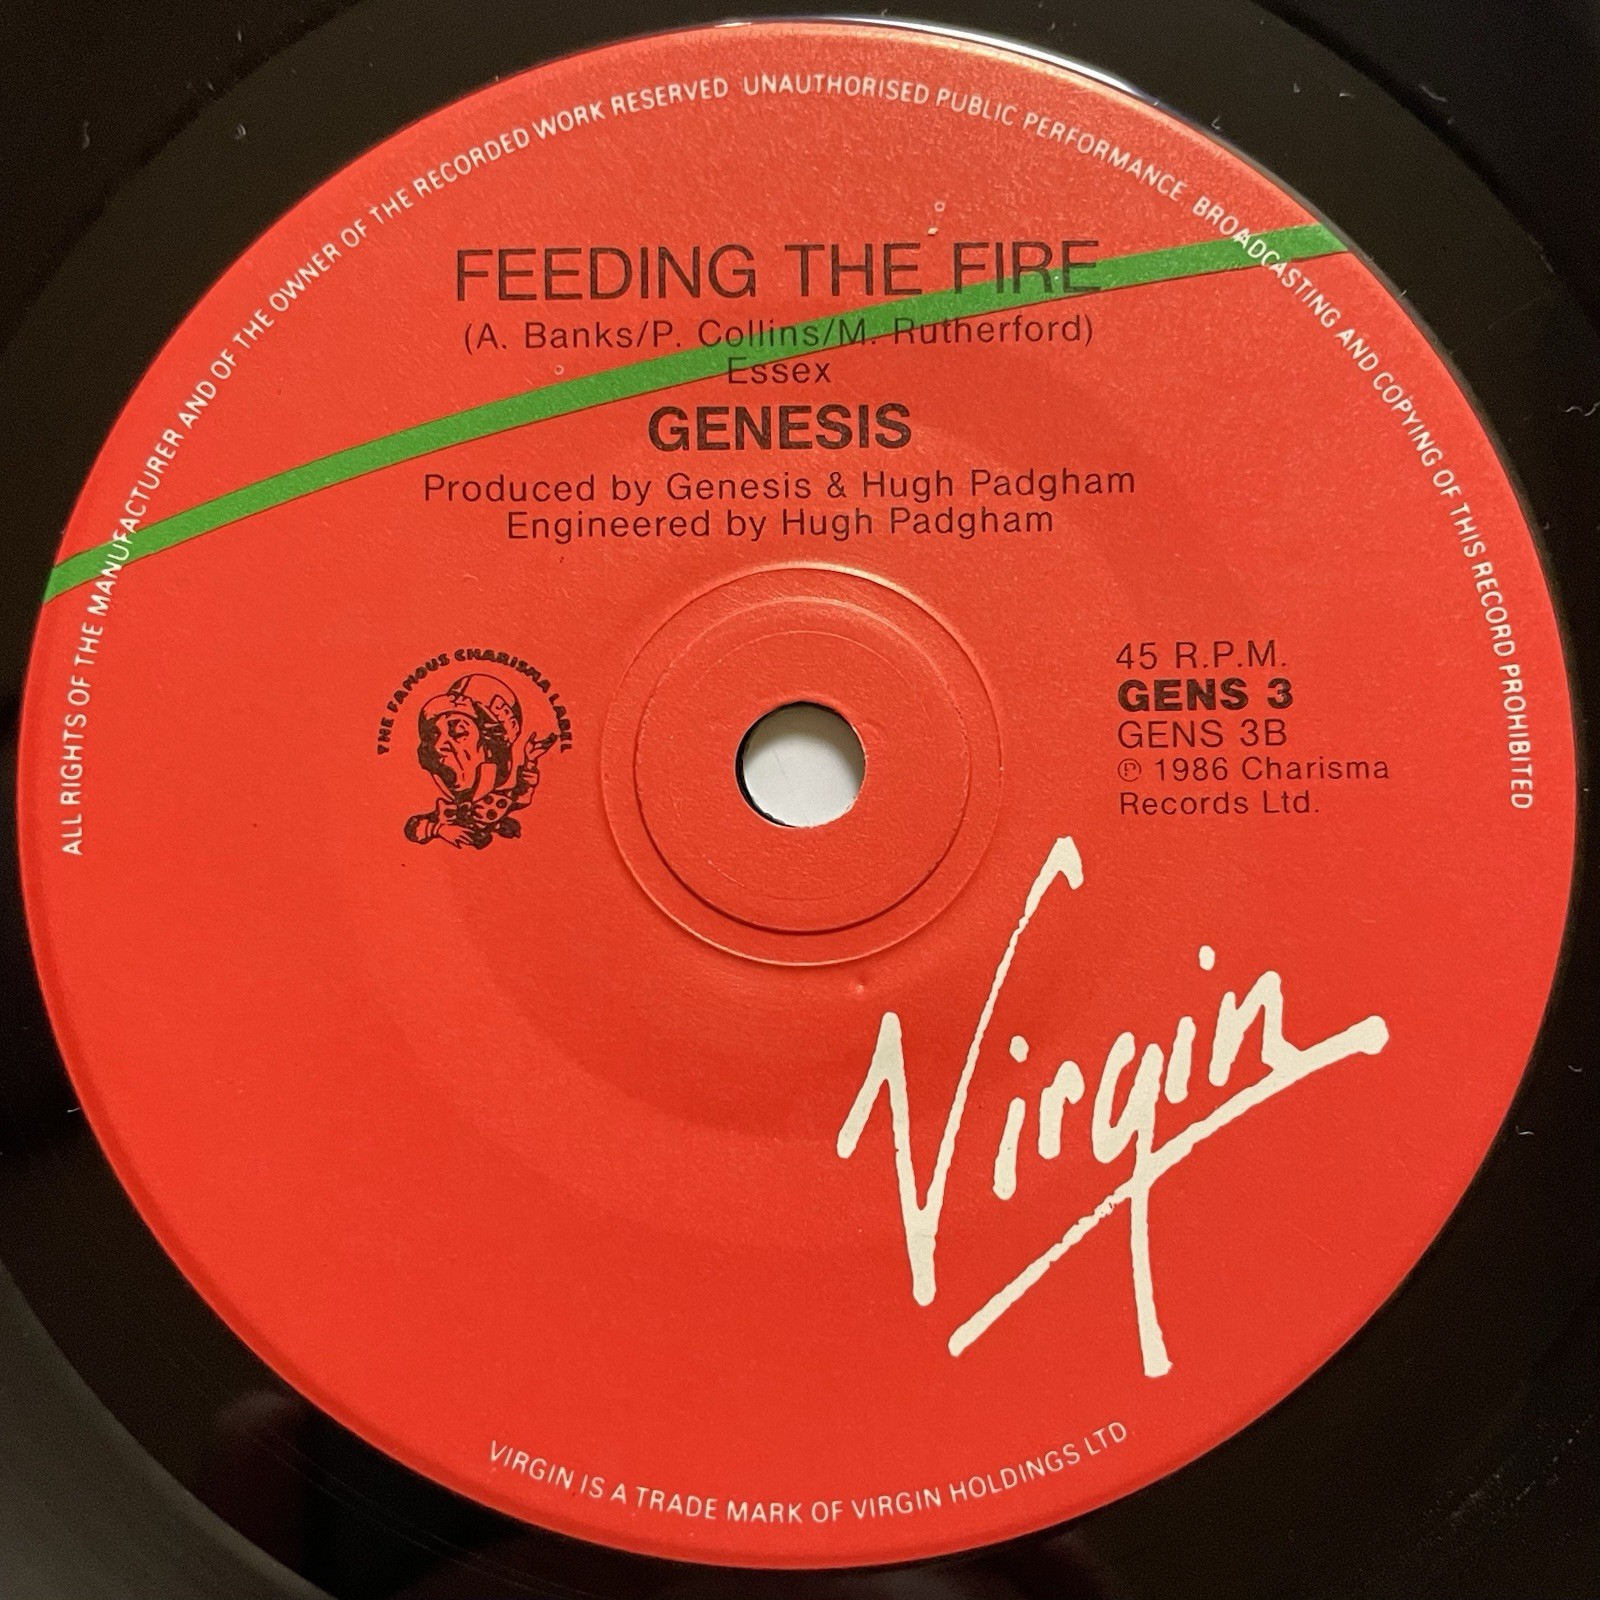 ALL RIGHTS OF THE MANUFACTURER AND OF THE OWNER OF THE RECORDED WORK RESERVED UNAUTHORISED PUBLIC PERFORMANCE BROADCASTING AND COPYING OF THIS RECORD PROHIBITED
FEEDING THE FIRE
(A. Banks/P. Collins/M. Rutherford)
Essex
GENESIS
Produced by Genesis & Hugh Padgham
Engineered by Hugh Padgham
THE FAMOUS CHARISMA LABEL
45 R.P.M.
GENS 3
GENS 3B
℗ 1986 Charisma
Records Ltd.
Virgin
VIRGIN IS A TRADE MARK OF VIRGIN HOLDINGS LTD.